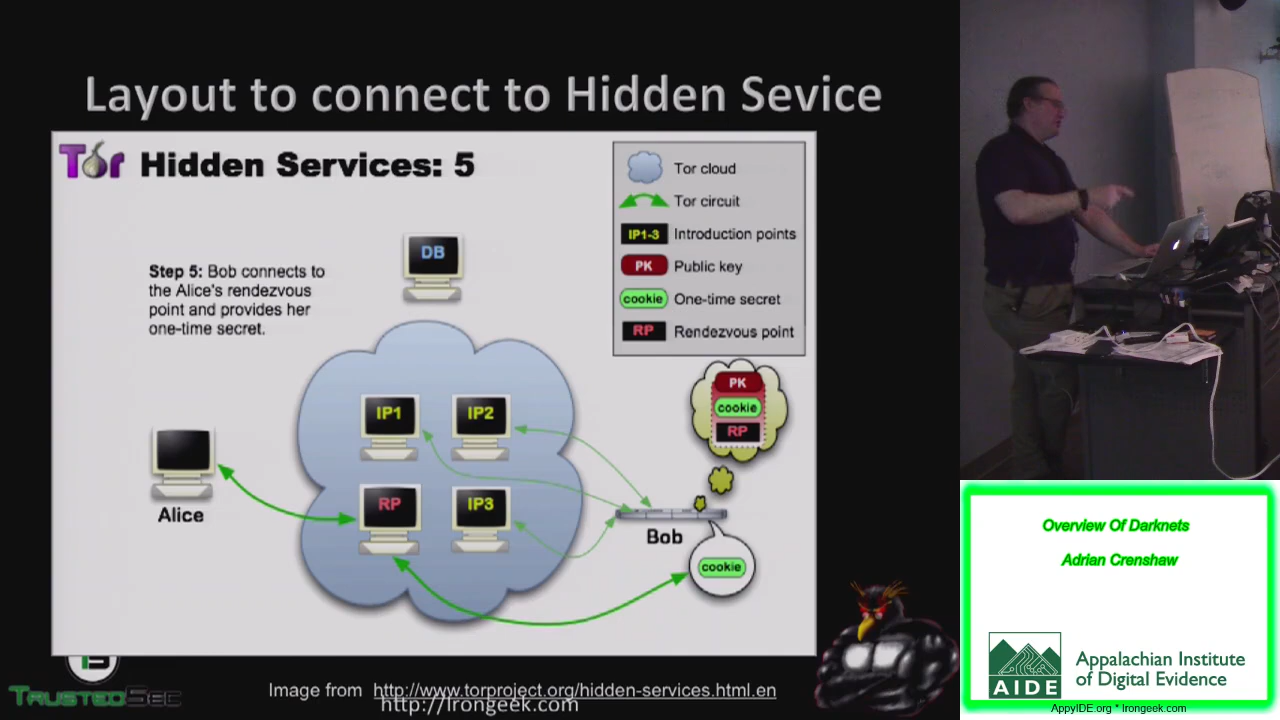 Layout to connect to Hidden Sevice
Tor Hidden Services: 5
Tor cloud
Tor circuit
IP1-3 Introduction points
PK Public key
cookie One-time secret
RP Rendezvous point
DB
Step 5: Bob connects to
the Alice's rendezvous
point and provides her
one-time secret.
PK
cookie
RP
IP1
IP2
RP
IP3
Alice
Bob
cookie
TRUSTEDSEC
Image from http://www.torproject.org/hidden-services.html.en
http://Irongeek.com
Overview Of Darknets
Adrian Crenshaw
AIDE
Appalachian Institute
of Digital Evidence
AppyIDE.org * Irongeek.com